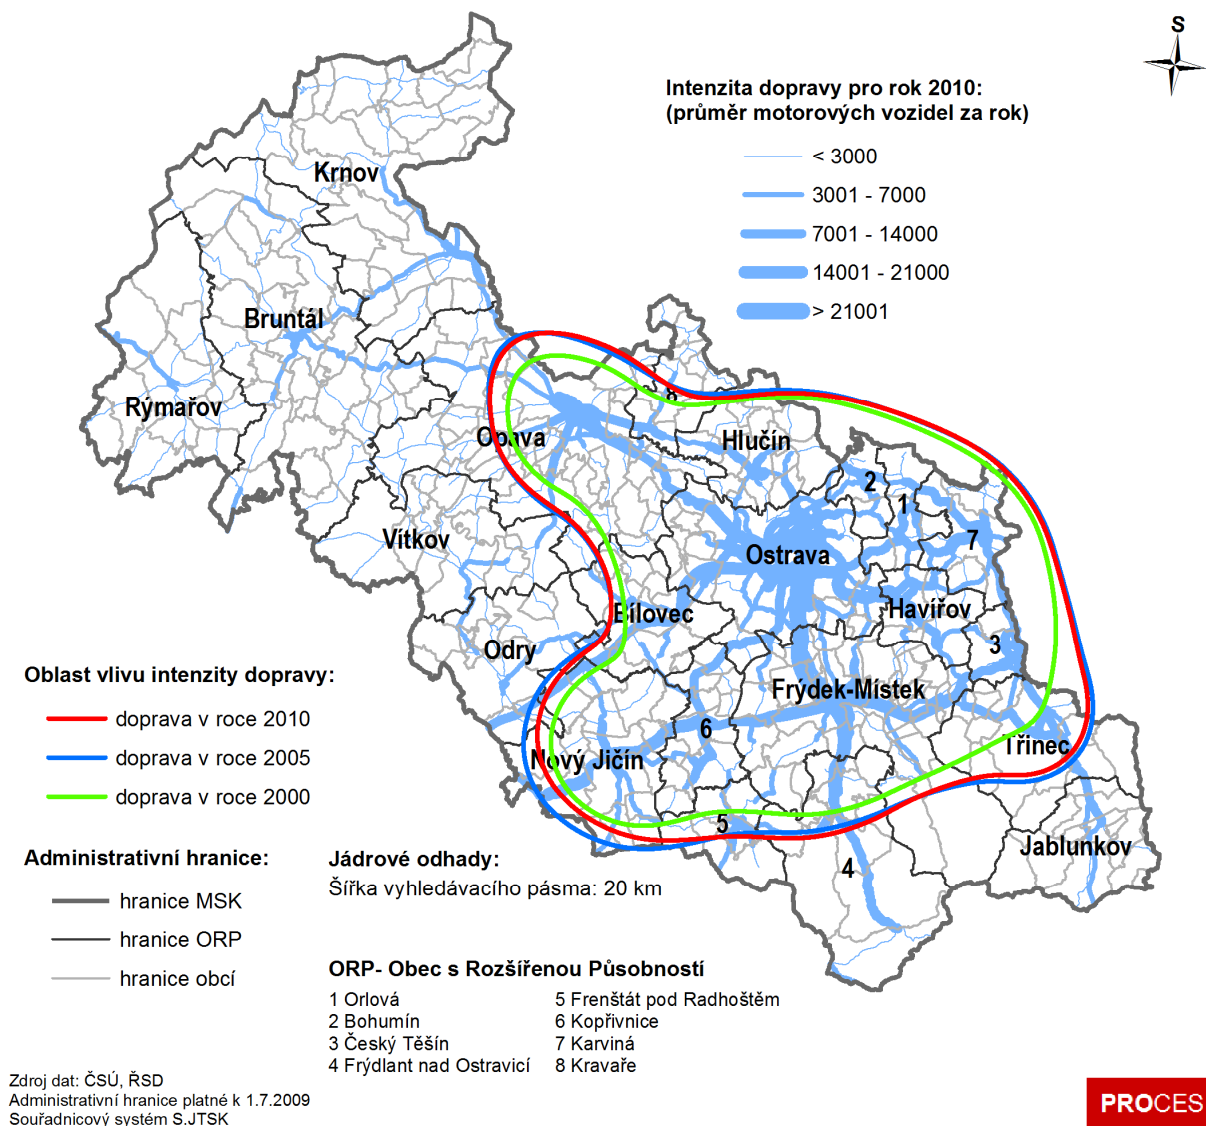 S
Intenzita dopravy pro rok 2010:
(průměr motorových vozidel za rok)
< 3000
3001 - 7000
7001 - 14000
14001 - 21000
> 21001
Krnov
Bruntál
Rýmařov
8
Opava
Hlučín
2
1
Vítkov
7
Ostrava
Bílovec
Havířov
3
Odry
Frýdek-Místek
6
Třinec
Nový Jičín
5
4
Jablunkov
Oblast vlivu intenzity dopravy:
doprava v roce 2010
doprava v roce 2005
doprava v roce 2000
Administrativní hranice:
hranice MSK
hranice ORP
hranice obcí
Jádrové odhady:
Šířka vyhledávacího pásma: 20 km
ORP- Obec s Rozšířenou Působností
1 Orlová
2 Bohumín
3 Český Těšín
4 Frýdlant nad Ostravicí
5 Frenštát pod Radhoštěm
6 Kopřivnice
7 Karviná
8 Kravaře
Zdroj dat: ČSÚ, ŘSD
Administrativní hranice platné k 1.7.2009
Souřadnicový systém S.JTSK
PROCES